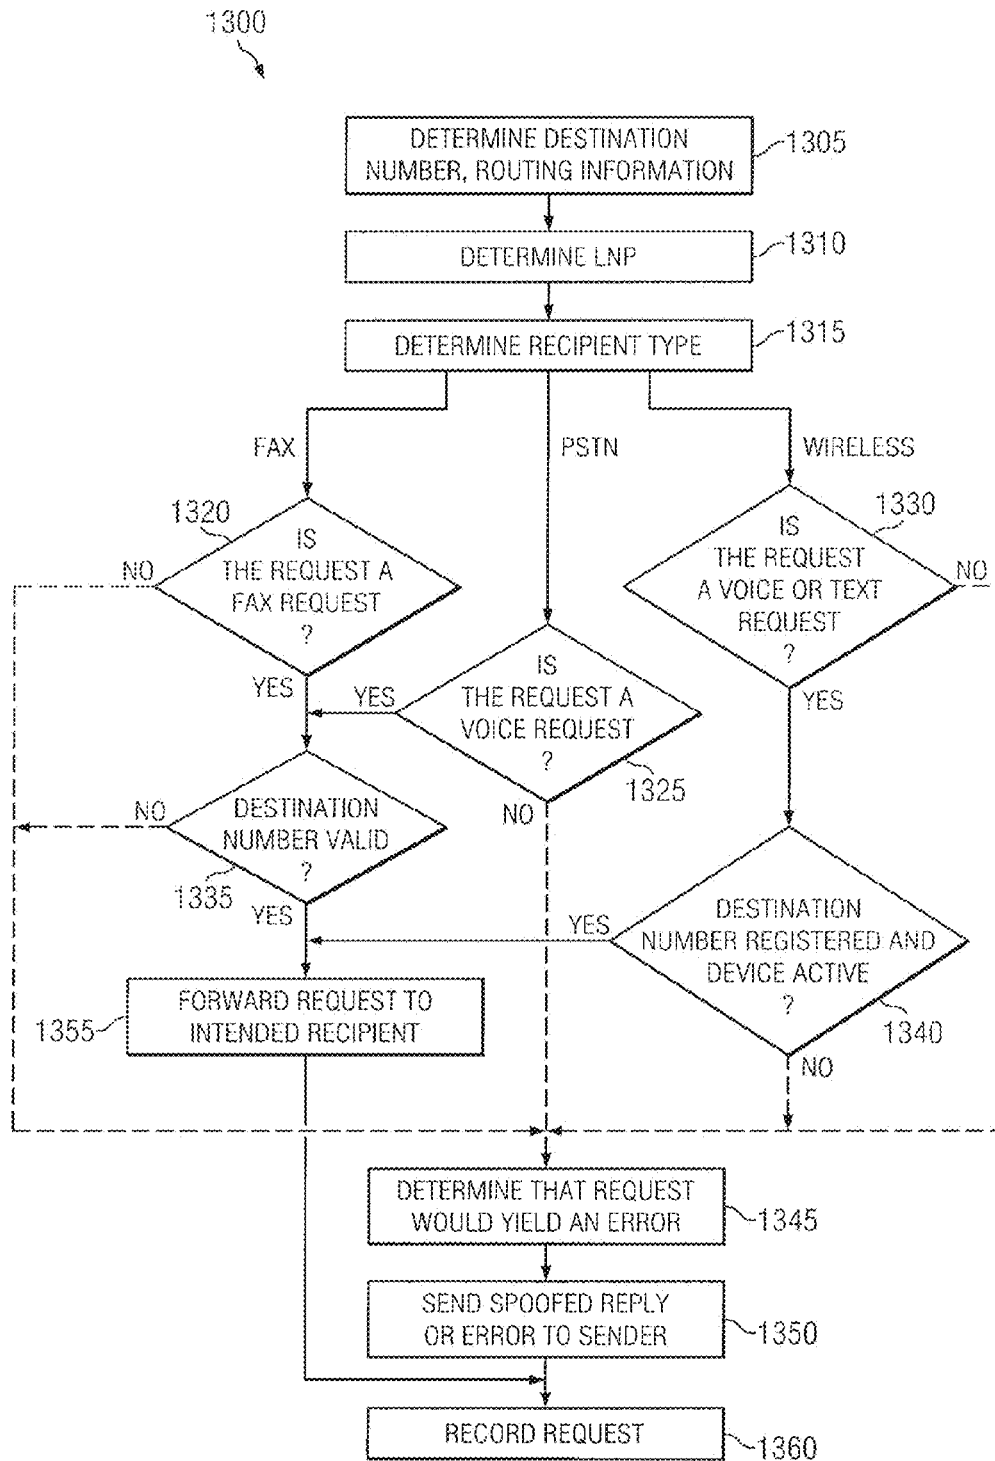 1300
DETERMINE DESTINATION
NUMBER, ROUTING INFORMATION
1305
DETERMINE LNP
1310
DETERMINE RECIPIENT TYPE
1315
FAX
PSTN
WIRELESS
1320
IS
THE REQUEST A
FAX REQUEST
?
NO
YES
1330
IS
THE REQUEST
A VOICE OR TEXT
REQUEST
?
NO
YES
IS
THE REQUEST A
VOICE REQUEST
?
YES
1325
NO
DESTINATION
NUMBER VALID
?
NO
1335
YES
DESTINATION
NUMBER REGISTERED AND
DEVICE ACTIVE
?
YES
1340
NO
FORWARD REQUEST TO
INTENDED RECIPIENT
1355
DETERMINE THAT REQUEST
WOULD YIELD AN ERROR
1345
SEND SPOOFED REPLY
OR ERROR TO SENDER
1350
RECORD REQUEST
1360